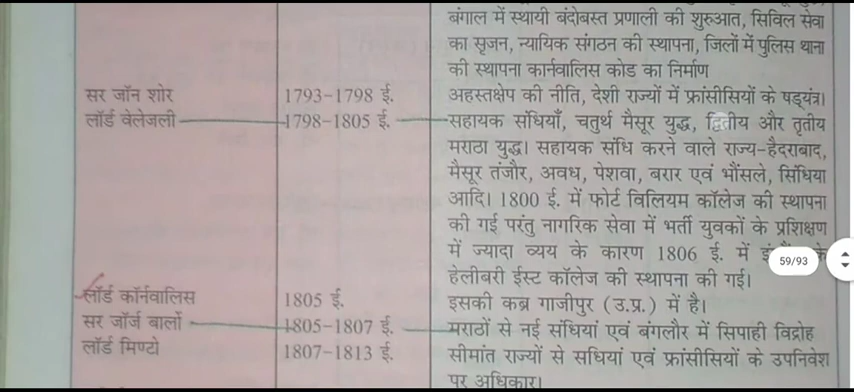 बंगाल में स्थायी बंदोबस्त प्रणाली की शुरुआत, सिविल सेवा
का सृजन, न्यायिक संगठन की स्थापना, जिलों में पुलिस थाना
की स्थापना कार्नवालिस कोड का निर्माण
सर जॉन शोर 1793-1798 ई. अहस्तक्षेप की नीति, देशी राज्यों में फ्रांसीसियों के षड्यंत्र।
लॉर्ड वेलेजली 1798-1805 ई. सहायक संधियाँ, चतुर्थ मैसूर युद्ध, द्वितीय और तृतीय
मराठा युद्ध। सहायक संधि करने वाले राज्य-हैदराबाद,
मैसूर तंजौर, अवध, पेशवा, बरार एवं भौंसले, सिंधिया
आदि। 1800 ई. में फोर्ट विलियम कॉलेज की स्थापना
की गई परंतु नागरिक सेवा में भर्ती युवकों के प्रशिक्षण
में ज्यादा व्यय के कारण 1806 ई. में के
59/93
हेलीबरी ईस्ट कॉलेज की स्थापना की गई।
लॉर्ड कॉर्नवालिस 1805 ई. इसकी कब्र गाजीपुर (उ.प्र.) में है।
सर जॉर्ज बार्लो 1805-1807 ई. मराठों से नई संधियां एवं बंगलौर में सिपाही विद्रोह
लॉर्ड मिण्टो 1807-1813 ई. सीमांत राज्यों से सधियां एवं फ्रांसीसियों के उपनिवेश
पर अधिकार।